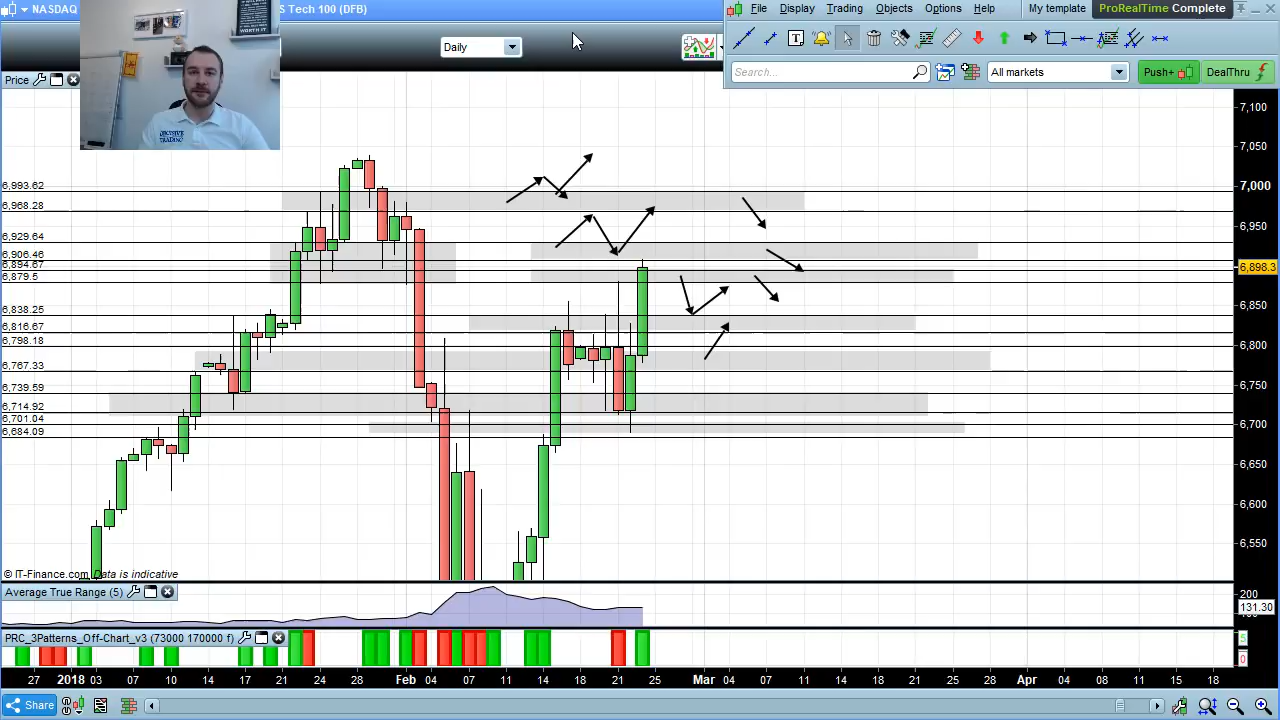 NASDAQ
S Tech 100 (DFB)
File Display Trading Objects Options Help My template ProRealTime Complete
Daily
T
Search... All markets Push+ DealThru
Price
WORTH IT
DECISIVE
TRADING
7,100
7,050
7,000
6,950
6,898.3
6,850
6,800
6,750
6,700
6,650
6,600
6,550
6,993.62
6,968.28
6,929.64
6,906.46
6,894.67
6,879.5
6,838.25
6,816.67
6,798.18
6,767.33
6,739.59
6,714.92
6,701.04
6,684.09
© IT-Finance.com Data is indicative
Average True Range (5)
200
131.30
PRC_3Patterns_Off-Chart_v3 (73000 170000 f)
5
0
27 2018 03 07 10 14 18 21 24 28 Feb 04 07 11 14 18 21 25 Mar 04 07 11 14 18 21 25 28 Apr 04 08 11 15 18
Share